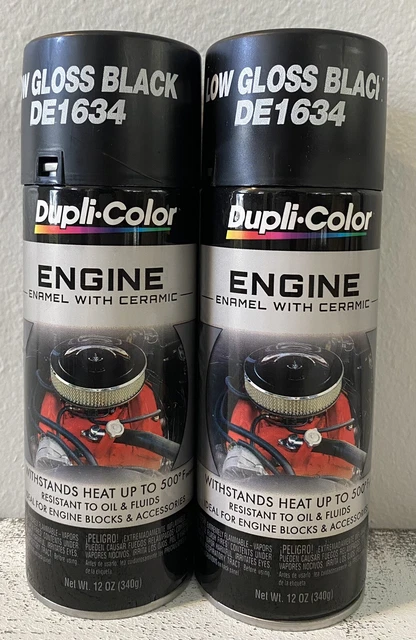 W GLOSS BLACK
DE1634
Dupli-Color
ENGINE
ENAMEL WITH CERAMIC
WITHSTANDS HEAT UP TO 500°F
RESISTANT TO OIL & FLUIDS
IDEAL FOR ENGINE BLOCKS & ACCESSORIES
¡PELIGRO!
Net Wt. 12 OZ (340g)
LOW GLOSS BLAC
DE1634
Dupli-Color
ENGINE
ENAMEL WITH CERAMIC
WITHSTANDS HEAT UP TO 500°
RESISTANT TO OIL & FLUIDS
IDEAL FOR ENGINE BLOCKS & ACCESSORIES
¡PELIGRO!
Net Wt. 12 OZ (340g)